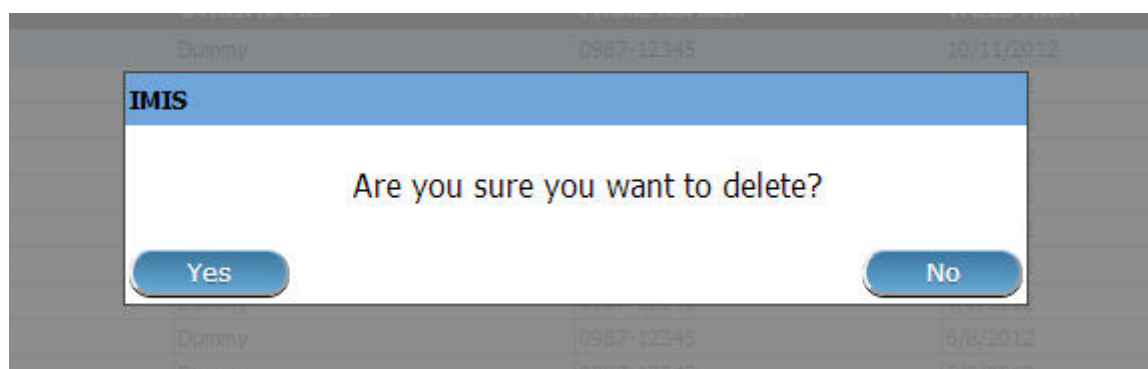 Dummy 0987-12345 10/11/2012
IMIS
Are you sure you want to delete?
Yes No
Dummy 0987-12345 6/8/2012